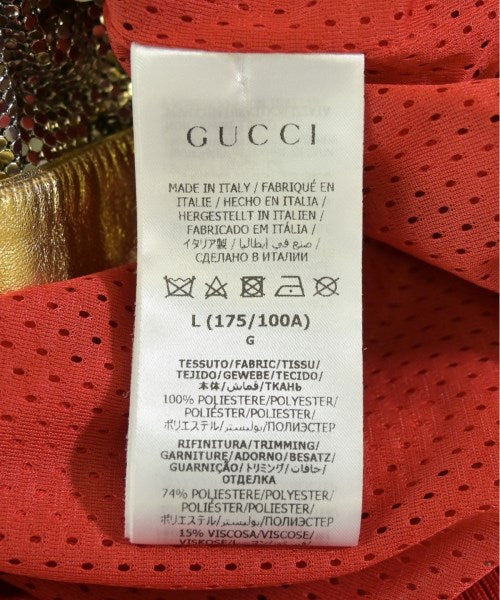 GUCCI
MADE IN ITALY / FABRIQUÉ EN
ITALIE / HECHO EN ITALIA /
HERGESTELLT IN ITALIEN /
FABRICADO EM ITÁLIA /
イタリア製 / صنع في إيطاليا /
СДЕЛАНО В ИТАЛИИ
L (175/100A)
G
TESSUTO/FABRIC/TISSU/
TEJIDO/GEWEBE/TECIDO/
本体/قماش/ТКАНЬ
100% POLIESTERE/POLYESTER/
POLIÉSTER/POLIESTER/
ポリエステル/بوليستر/ПОЛИЭСТЕР
RIFINITURA/TRIMMING/
GARNITURE/ADORNO/BESATZ/
GUARNIÇÃO/トリミング/حافات/
ОТДЕЛКА
74% POLIESTERE/POLYESTER/
POLIÉSTER/POLIESTER/
ポリエステル/بوليستر/ПОЛИЭСТЕР
15% VISCOSA/VISCOSE/
VISKOSE/